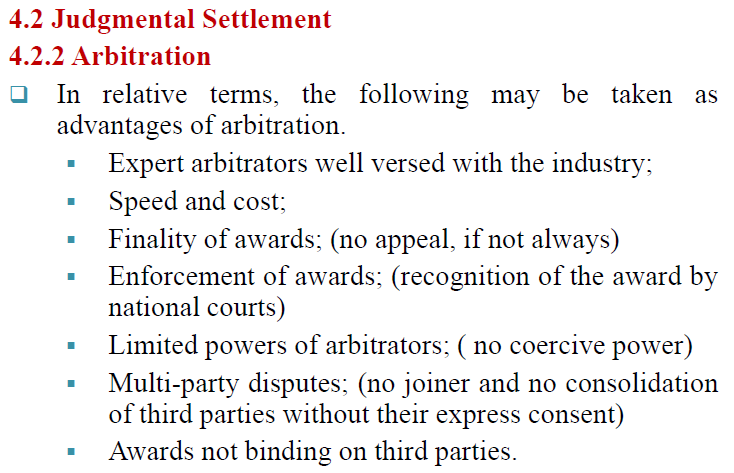 4.2 Judgmental Settlement
4.2.2 Arbitration
❑ In relative terms, the following may be taken as
advantages of arbitration.
▪ Expert arbitrators well versed with the industry;
▪ Speed and cost;
▪ Finality of awards; (no appeal, if not always)
▪ Enforcement of awards; (recognition of the award by
national courts)
▪ Limited powers of arbitrators; ( no coercive power)
▪ Multi-party disputes; (no joiner and no consolidation
of third parties without their express consent)
▪ Awards not binding on third parties.